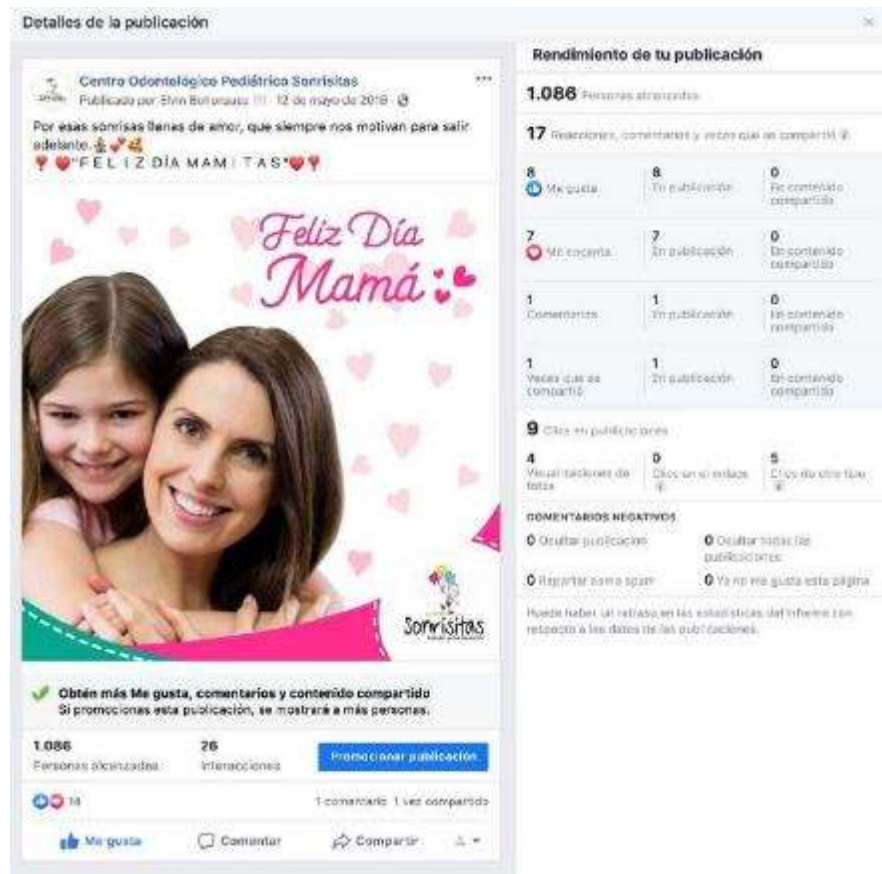 Detalles de la publicación
Centro Odontológico Pediátrico Sonrisitas
Publicado por Elvin
12 de mayo de
Por esas sonrisas llenas de amor, que siempre nos motivan para salir
adelante.
"FELIZ DÍA MAMITAS"
Feliz Día
Mamá
Sonrisitas
Obtén más Me gusta, comentarios y contenido compartido
Si promocionas esta publicación, se mostrará a más personas.
1.086
Personas alcanzadas
26
Interacciones
Promocionar publicación
14
1 comentario 1 vez compartido
Me gusta
Comentar
Compartir
Rendimiento de tu publicación
1.086 Personas alcanzadas
17 Reacciones, comentarios y veces que se compartió
8
Me gusta
8
En publicación
0
En contenido
compartido
7
Me encanta
7
En publicación
0
En contenido
compartido
1
Comentarios
1
En publicación
0
En contenido
compartido
1
Veces que se
compartió
1
En publicación
0
En contenido
compartido
9 Clics en publicaciones
4
Visualizaciones de
fotos
0
Clics en el enlace
5
Clics de otro tipo
COMENTARIOS NEGATIVOS
0 Ocultar publicación
0 Ocultar todas las
publicaciones
0 Reportar como spam
0 Ya no me gusta esta página
Puede haber un retraso en las estadísticas del informe con
respecto a los datos de las publicaciones.